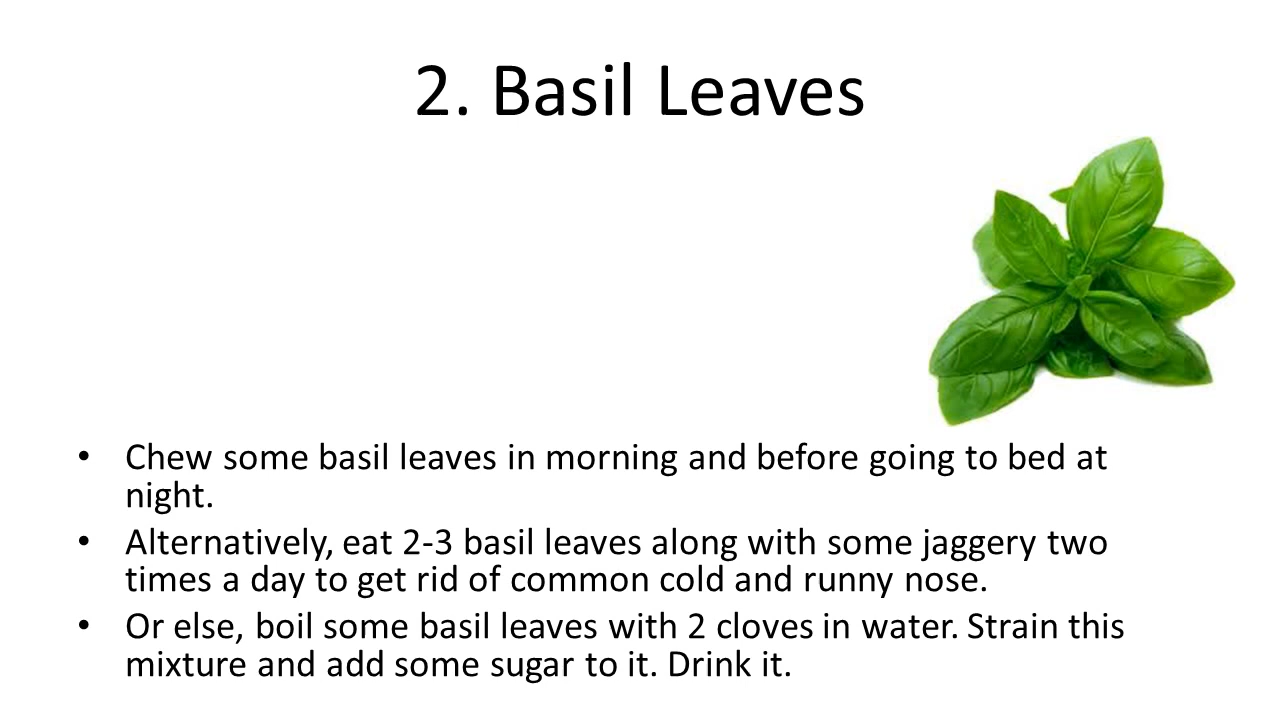 2. Basil Leaves
• Chew some basil leaves in morning and before going to bed at
night.
• Alternatively, eat 2-3 basil leaves along with some jaggery two
times a day to get rid of common cold and runny nose.
• Or else, boil some basil leaves with 2 cloves in water. Strain this
mixture and add some sugar to it. Drink it.